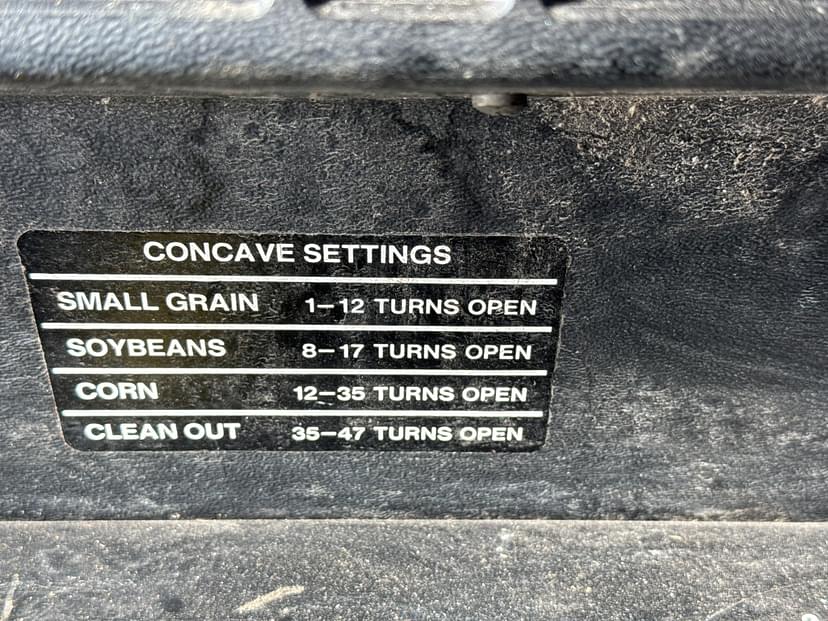 CONCAVE SETTINGS
SMALL GRAIN 1–12 TURNS OPEN
SOYBEANS 8–17 TURNS OPEN
CORN 12–35 TURNS OPEN
CLEAN OUT 35–47 TURNS OPEN